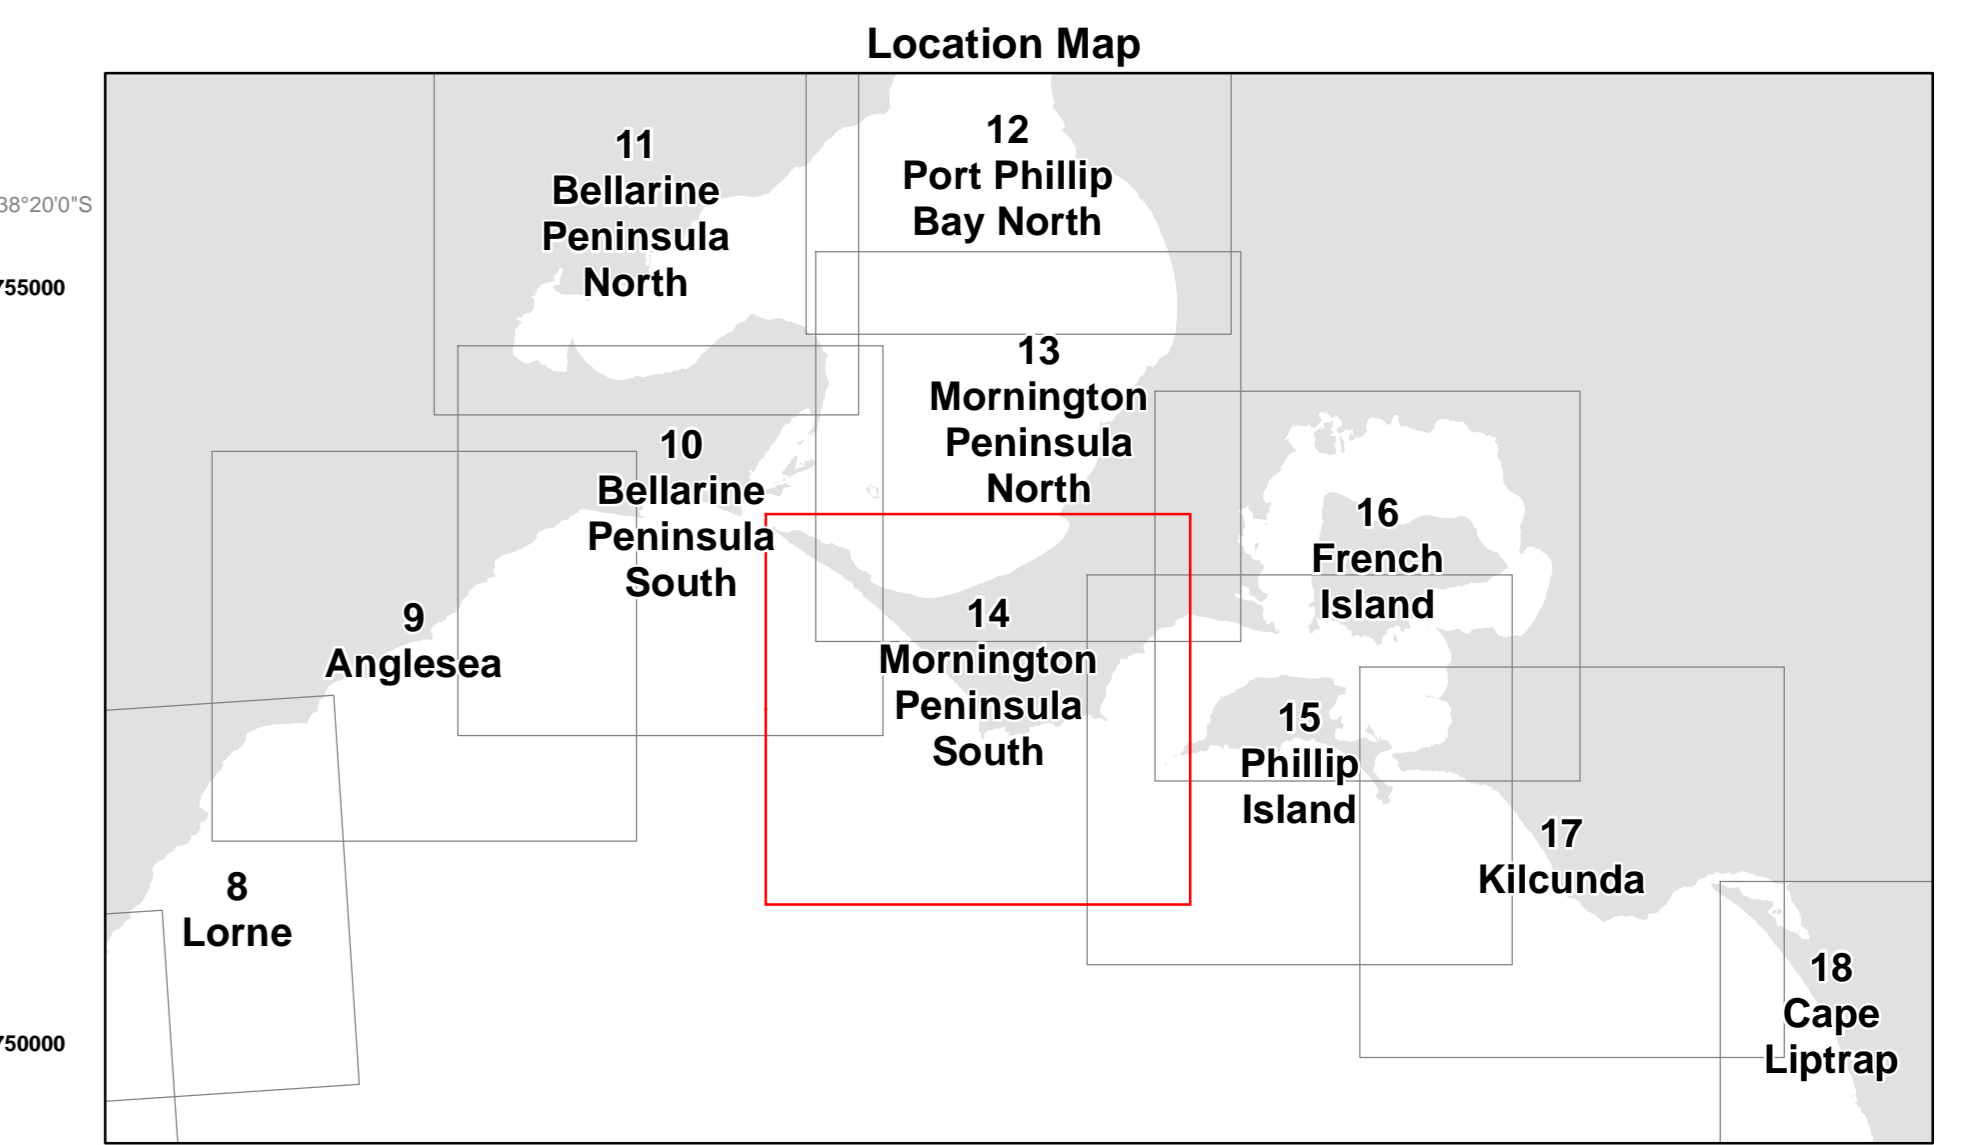 Location Map
11
Bellarine
Peninsula
North
12
Port Phillip
Bay North
38°20'0"S
755000
13
Mornington
Peninsula
North
10
Bellarine
Peninsula
South
16
French
Island
9
Anglesea
14
Mornington
Peninsula
South
15
Phillip
Island
17
Kilcunda
8
Lorne
18
Cape
Liptrap
750000